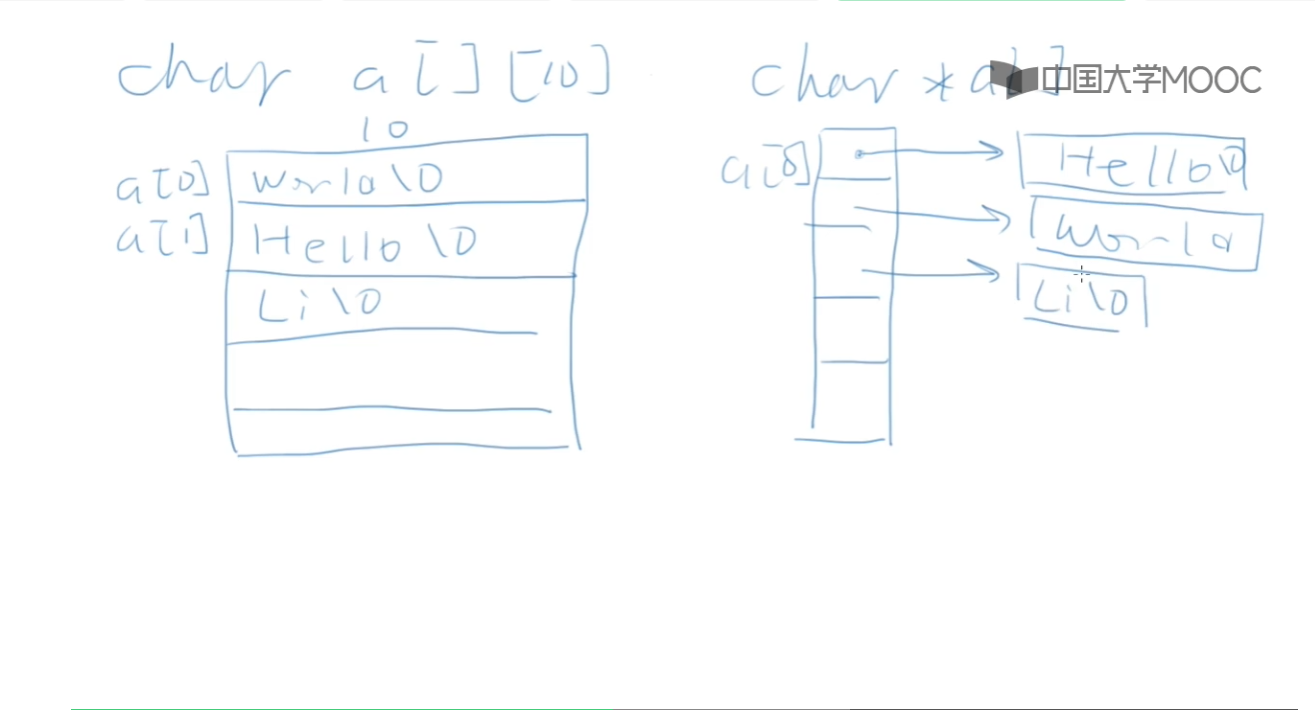 char a[][10]
char *a[]
中国大学MOOC
10
a[0] World\0
a[1] Hello\0
Li\0
a[0] Hello\0
World
Li\0